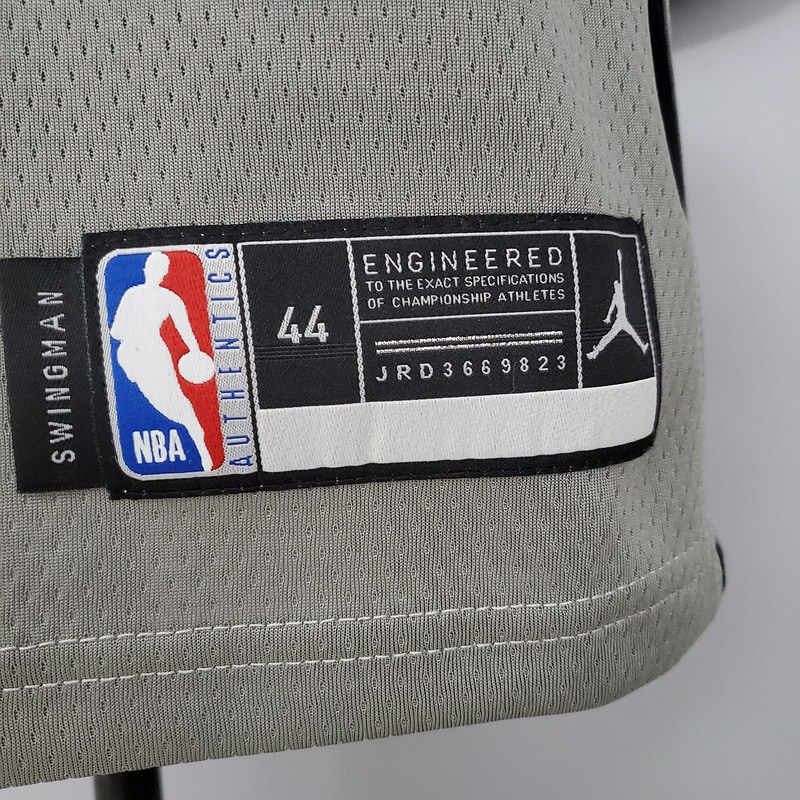 SWINGMAN
NBA
AUTHENTICS
44
ENGINEERED
TO THE EXACT SPECIFICATIONS
OF CHAMPIONSHIP ATHLETES
JRD3669823